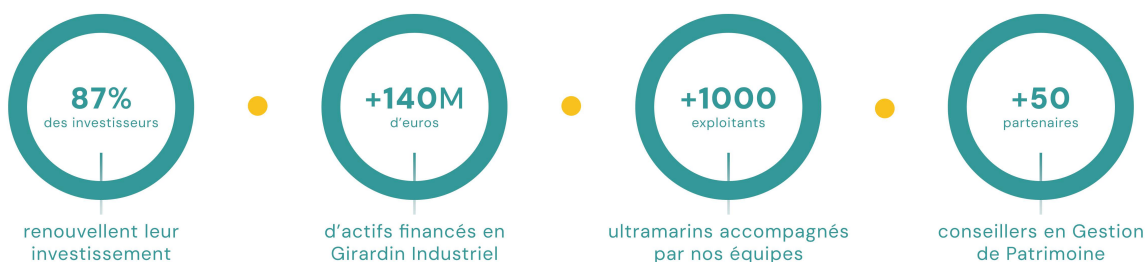 87%
des investisseurs
renouvellent leur
investissement
+140M
d'euros
d'actifs financés en
Girardin Industriel
+1000
exploitants
ultramarins accompagnés
par nos équipes
+50
partenaires
conseillers en Gestion
de Patrimoine